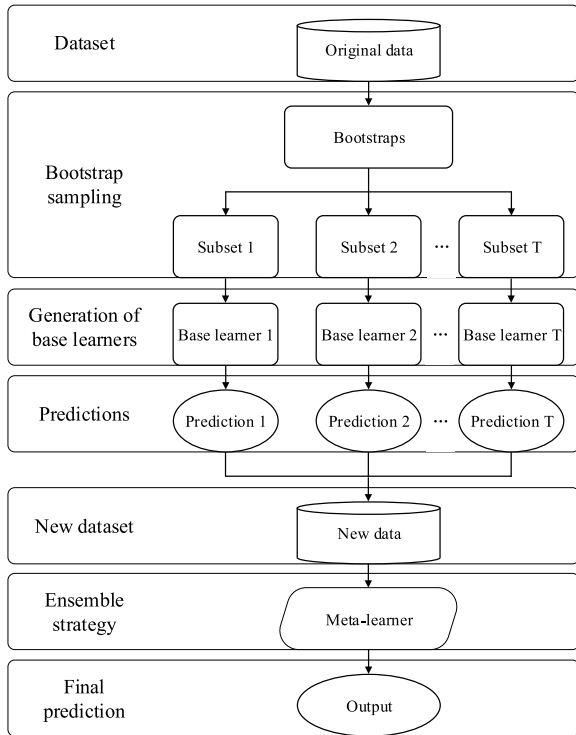 Dataset
Original data
Bootstrap
sampling
Bootstraps
Subset 1
Subset 2
...
Subset T
Generation of
base learners
Base learner 1
Base learner 2
...
Base learner T
Predictions
Prediction 1
Prediction 2
...
Prediction T
New dataset
New data
Ensemble
strategy
Meta-learner
Final
prediction
Output